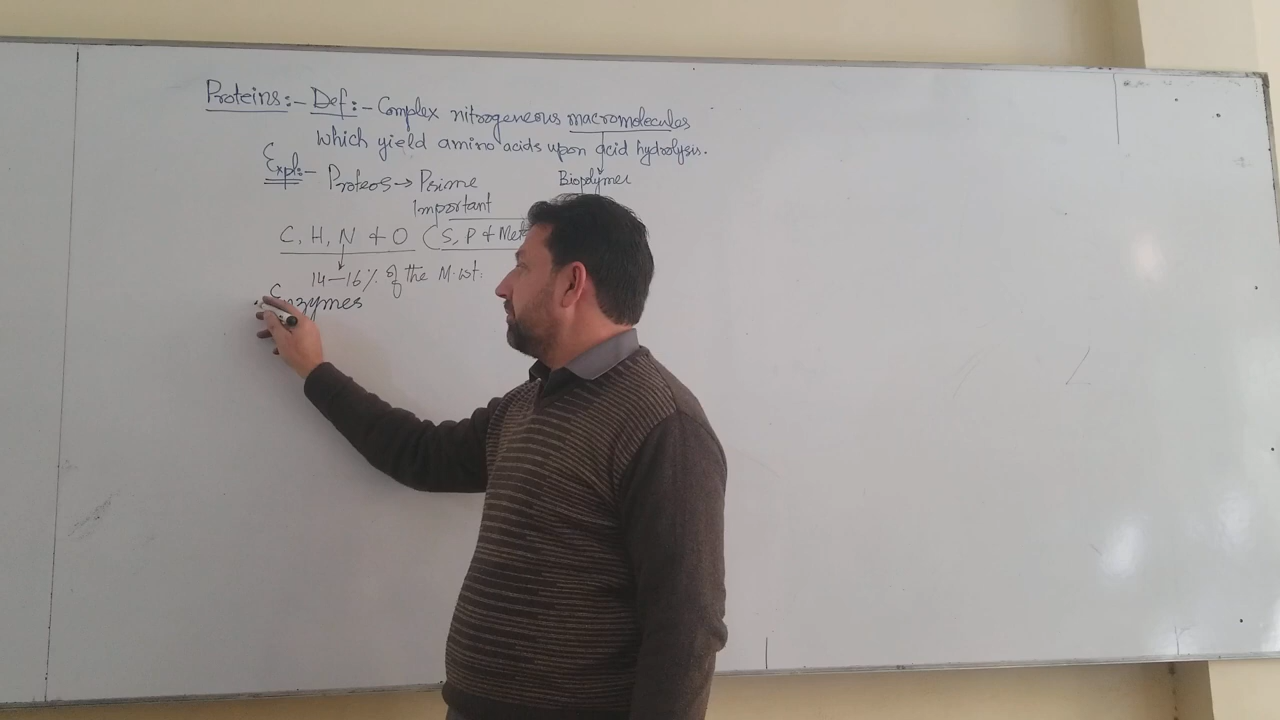 Proteins:- Def:- Complex nitrogeneous macromolecules
which yield amino acids upon acid hydrolysis.
Expl:- Proteos → Prime Biopolymer
Important
C, H, N + O (S, P + Met
14-16% of the M.wt.
Enzymes